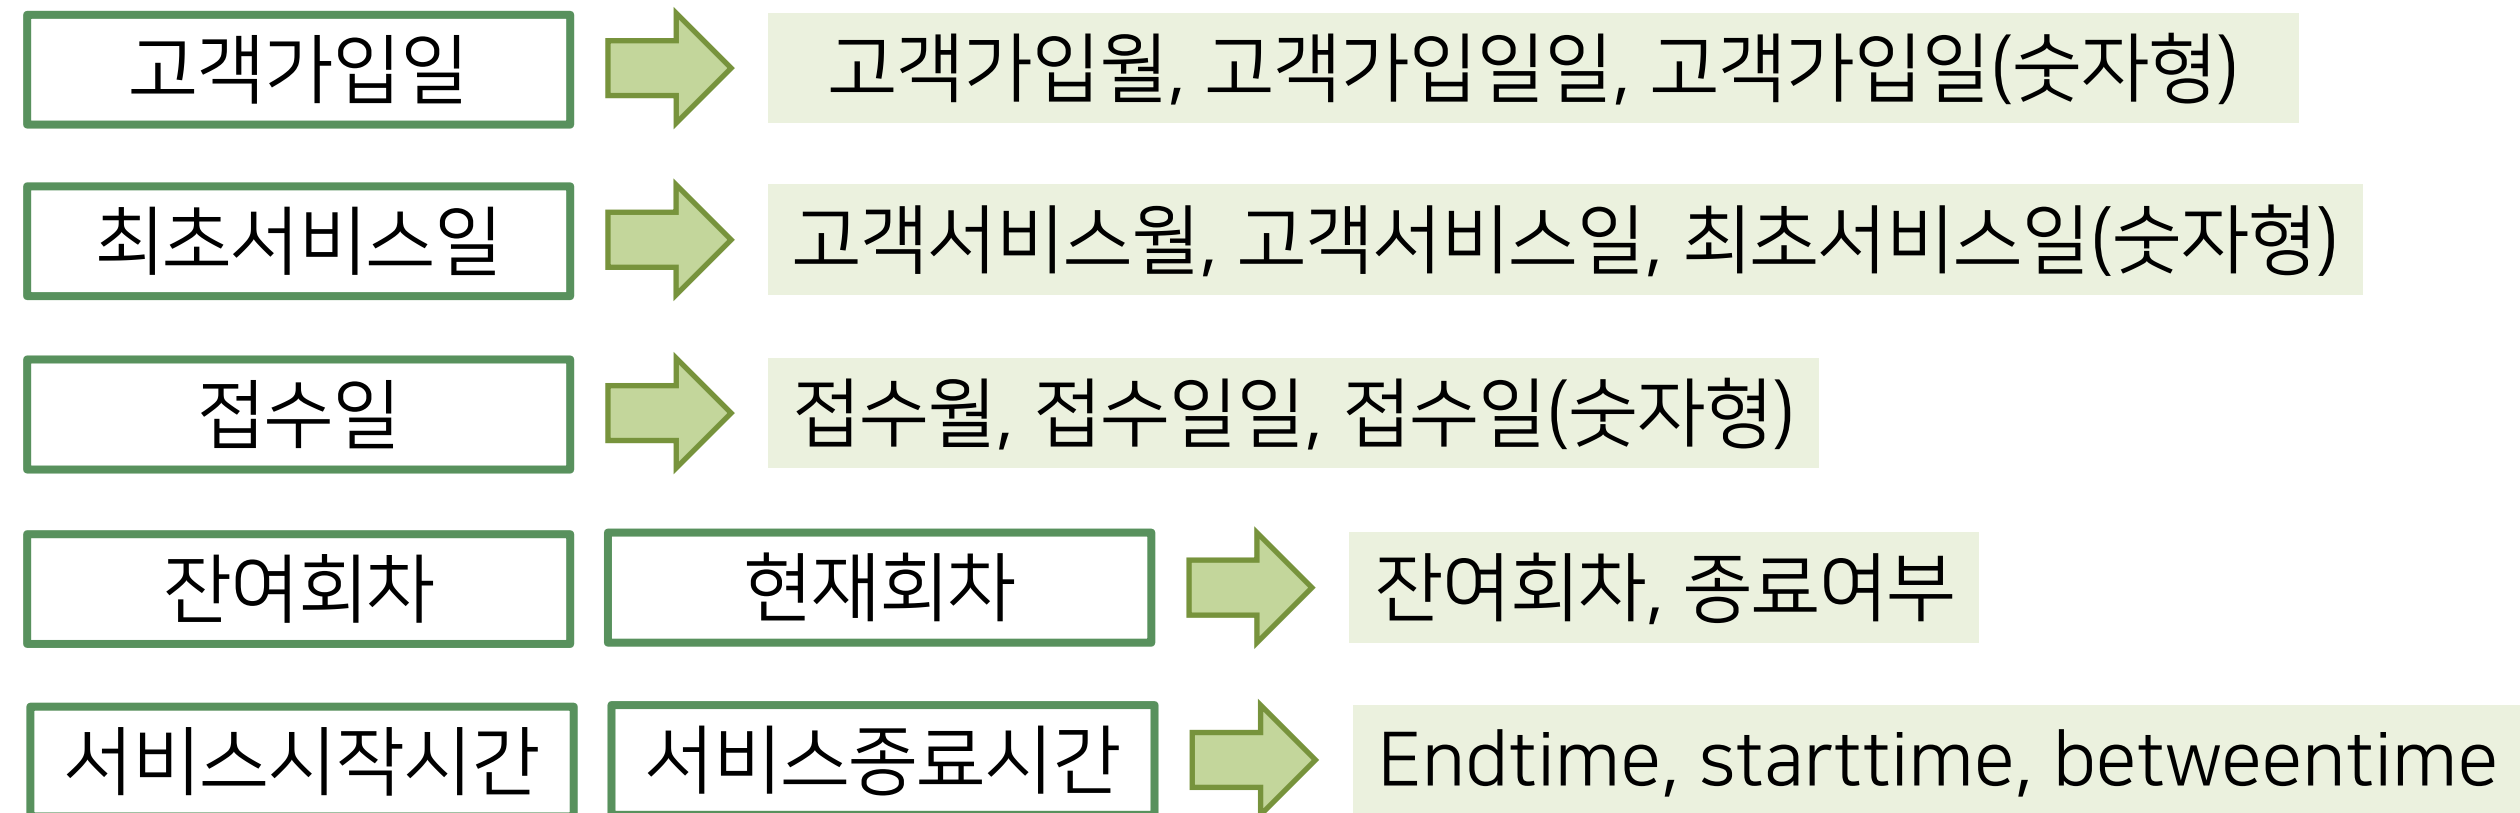 고객가입일 고객가입월, 고객가입일일, 고객가입일(숫자형)
최초서비스일 고객서비스월, 고객서비스일, 최초서비스일(숫자형)
접수일 접수월, 접수일일, 접수일(숫자형)
잔여회차 현재회차 잔여회차, 종료여부
서비스시작시간 서비스종료시간 Endtime, starttime, betweentime